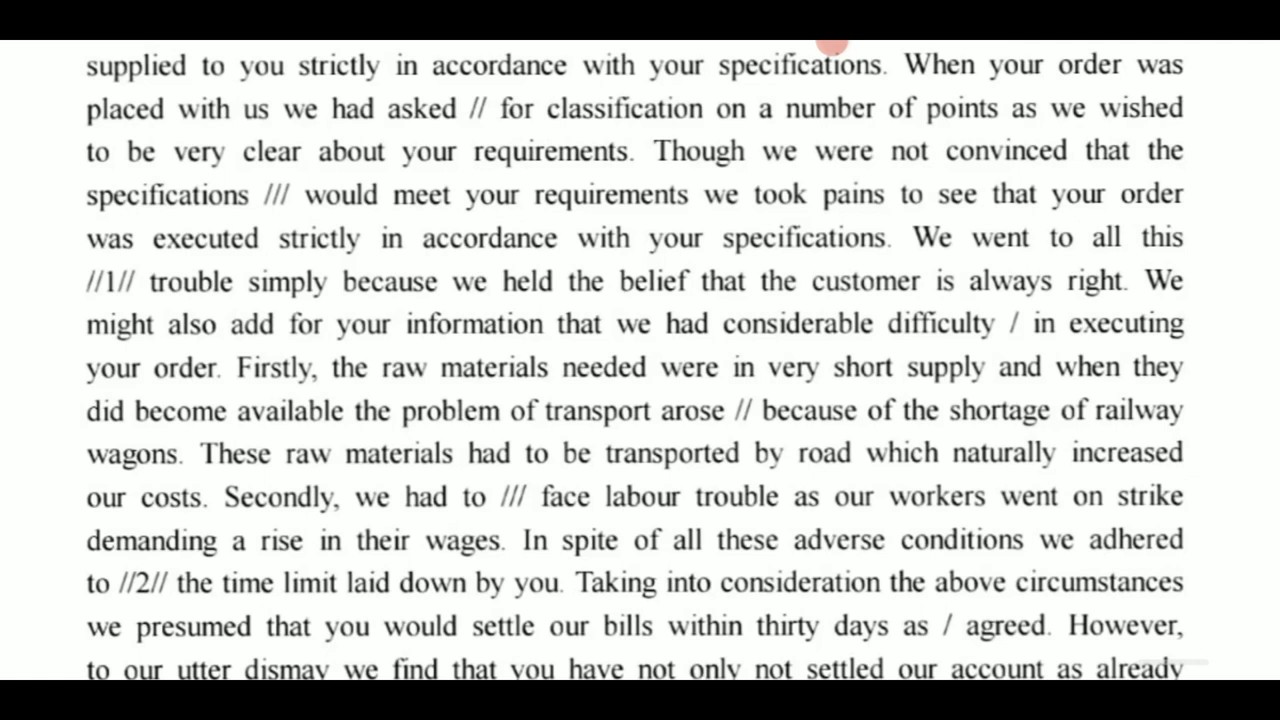 supplied to you strictly in accordance with your specifications. When your order was
placed with us we had asked // for classification on a number of points as we wished
to be very clear about your requirements. Though we were not convinced that the
specifications /// would meet your requirements we took pains to see that your order
was executed strictly in accordance with your specifications. We went to all this
//1// trouble simply because we held the belief that the customer is always right. We
might also add for your information that we had considerable difficulty / in executing
your order. Firstly, the raw materials needed were in very short supply and when they
did become available the problem of transport arose // because of the shortage of railway
wagons. These raw materials had to be transported by road which naturally increased
our costs. Secondly, we had to /// face labour trouble as our workers went on strike
demanding a rise in their wages. In spite of all these adverse conditions we adhered
to //2// the time limit laid down by you. Taking into consideration the above circumstances
we presumed that you would settle our bills within thirty days as / agreed. However,
to our utter dismay we find that you have not only not settled our account as already